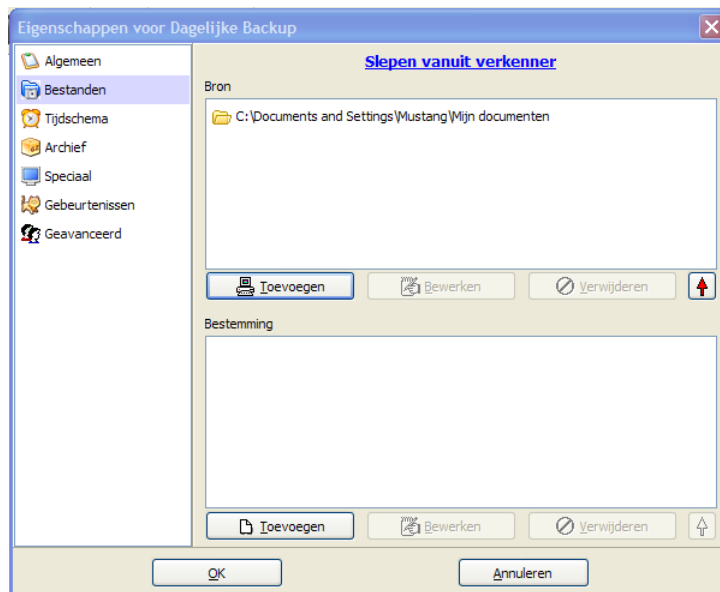 Eigenschappen voor Dagelijke Backup
Algemeen
Bestanden
Tijdschema
Archief
Speciaal
Gebeurtenissen
Geavanceerd
Slepen vanuit verkenner
Bron
C:\Documents and Settings\Mustang\Mijn documenten
Toevoegen
Bewerken
Verwijderen
Bestemming
Toevoegen
Bewerken
Verwijderen
OK
Annuleren